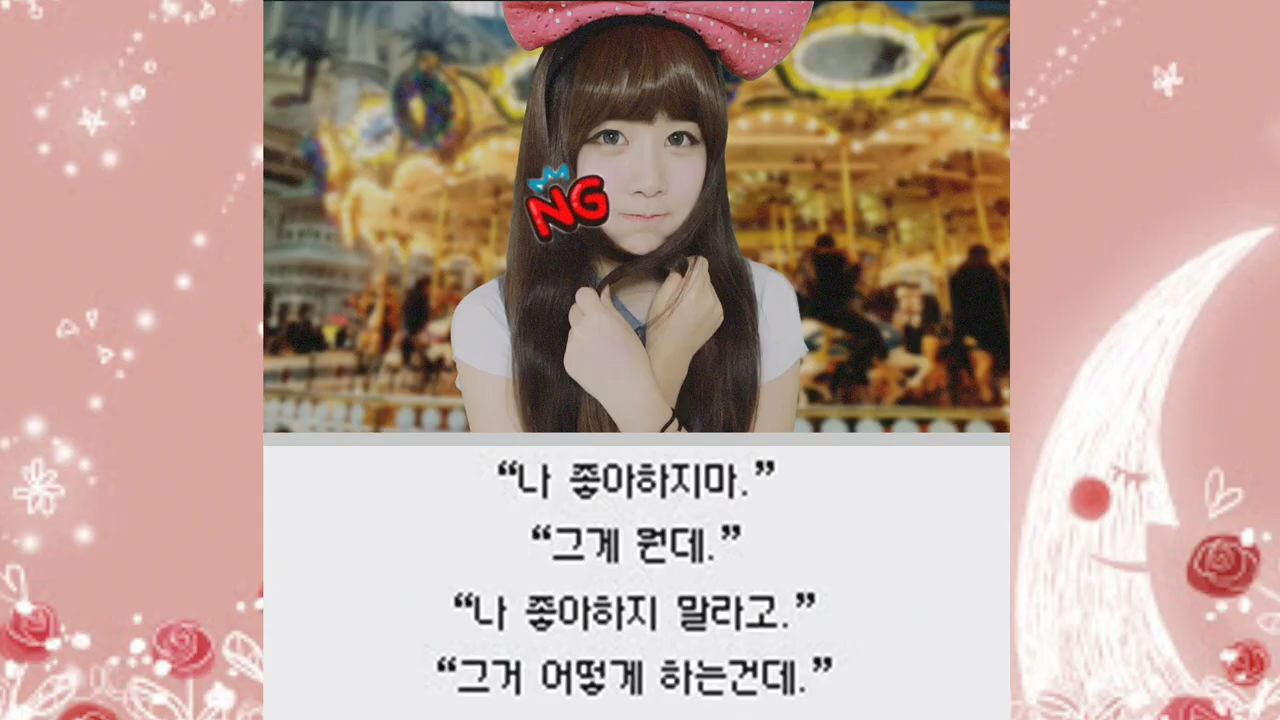 NG
“나 좋아하지마.”
“그게 뭔데.”
“나 좋아하지 말라고.”
“그거 어떻게 하는건데.”